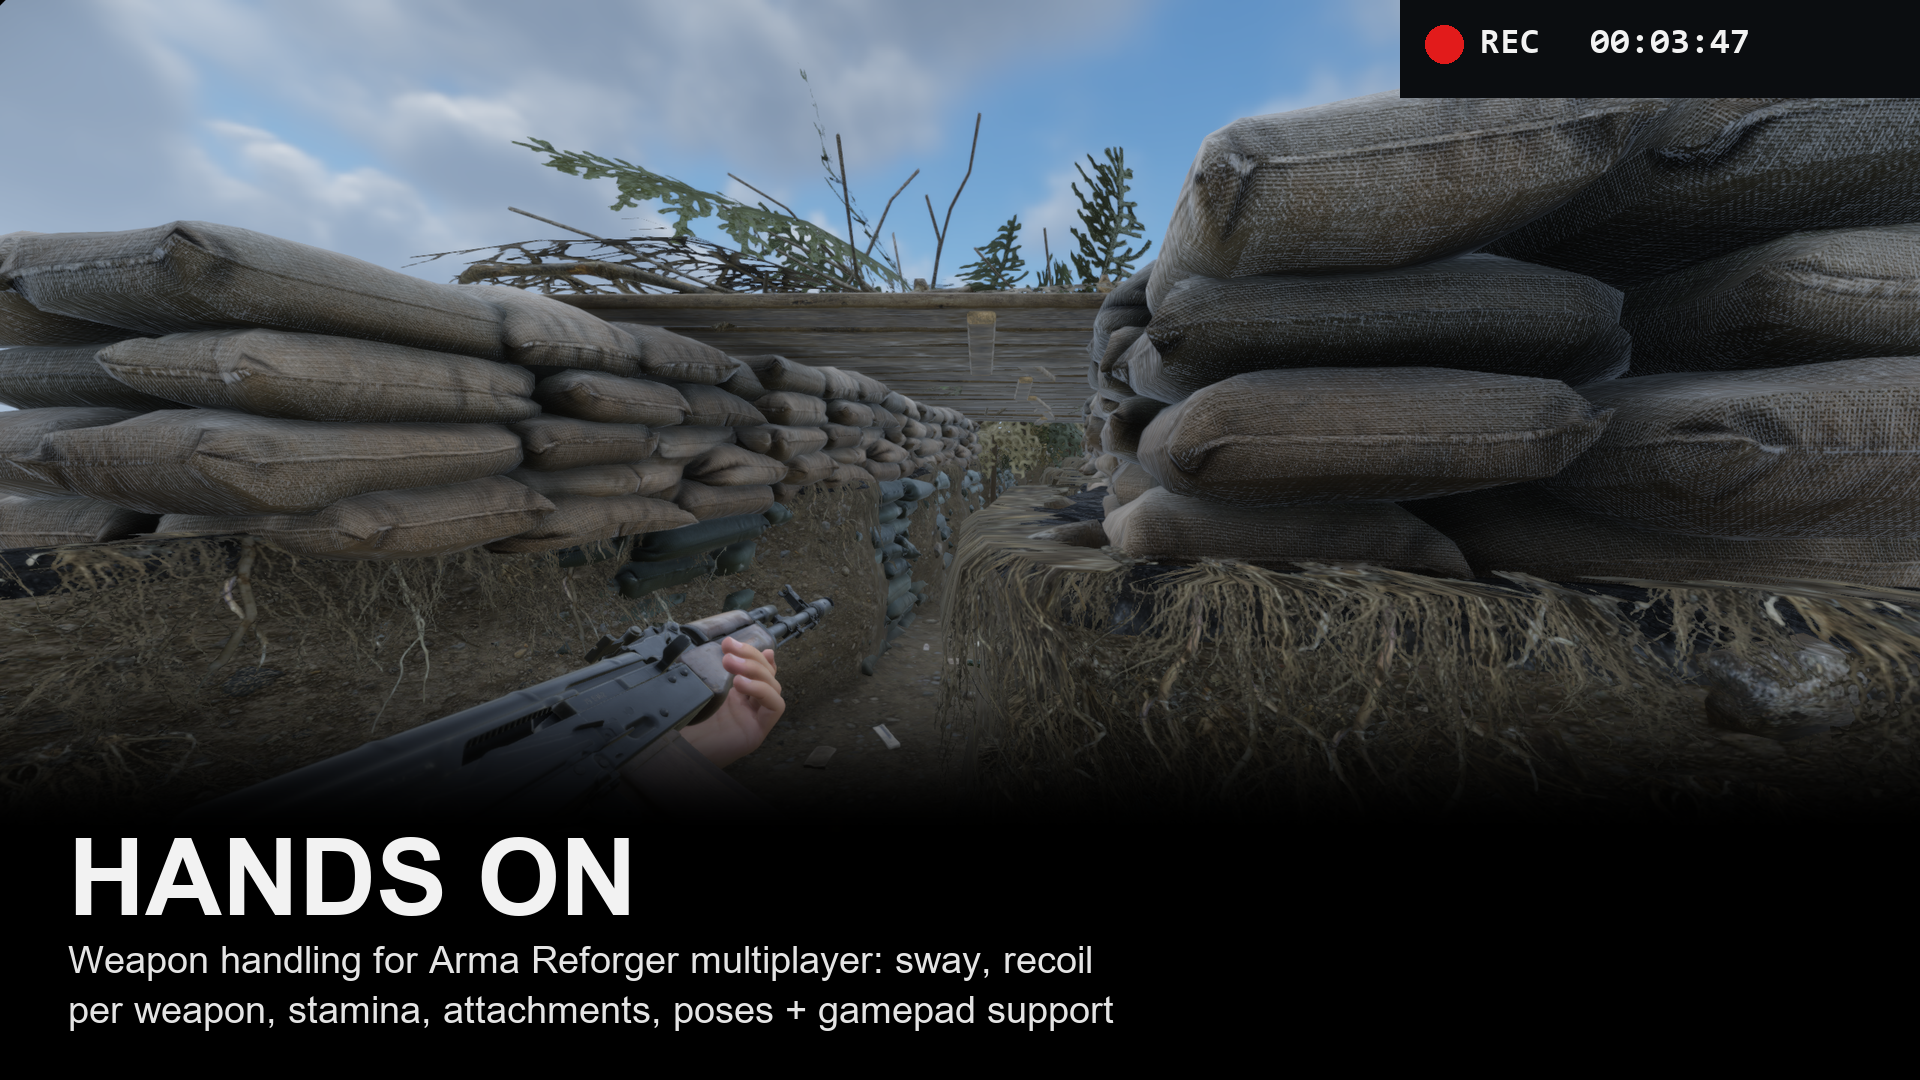 REC 00:03:47
HANDS ON
Weapon handling for Arma Reforger multiplayer: sway, recoil
per weapon, stamina, attachments, poses + gamepad support